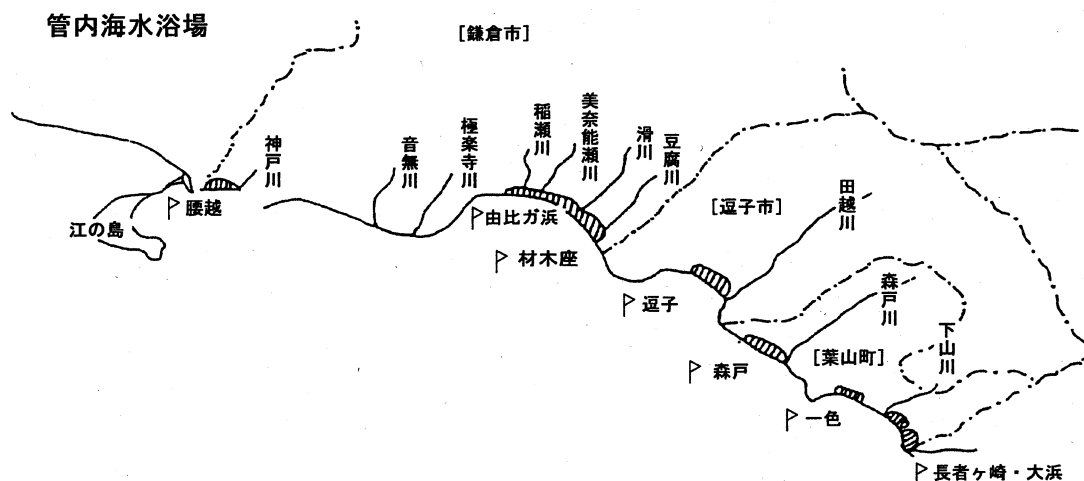 管内海水浴場
[鎌倉市]
神戸川
音無川
極楽寺川
稲瀬川
美奈能瀬川
滑川
豆腐川
腰越
江の島
由比ガ浜
材木座
[逗子市]
田越川
逗子
森戸川
下山川
[葉山町]
森戸
一色
長者ヶ崎・大浜